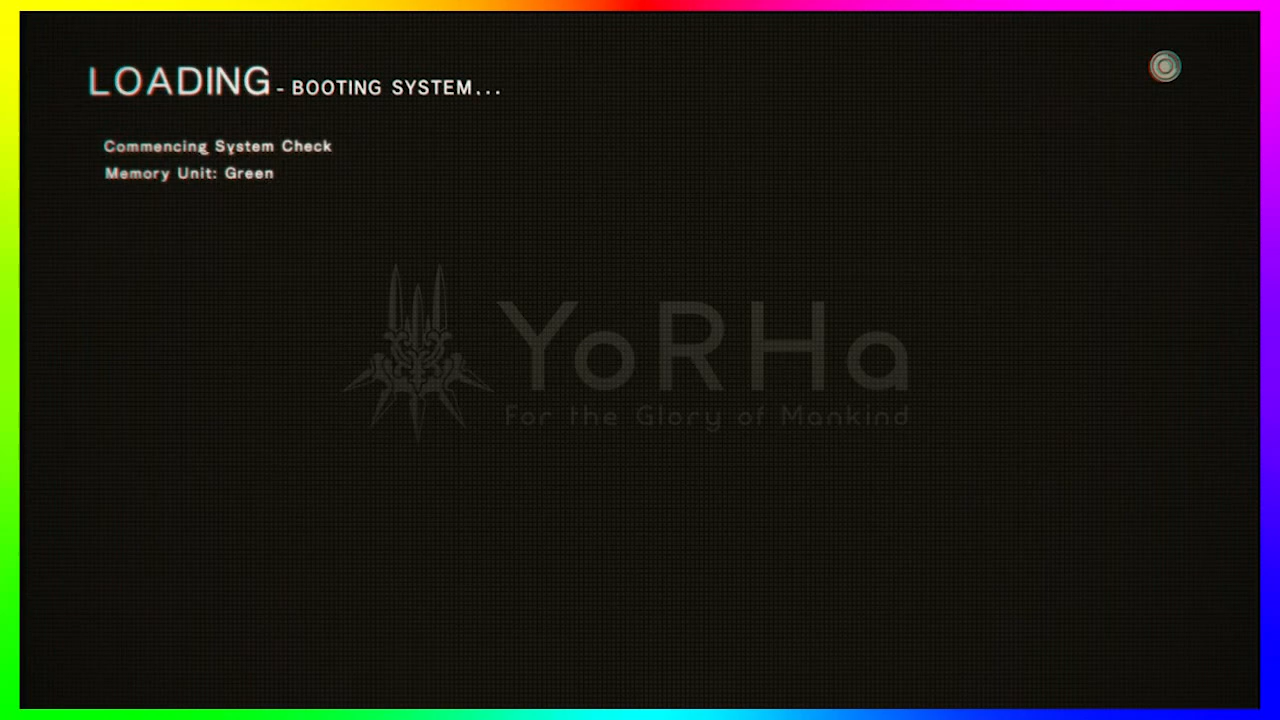 LOADING - BOOTING SYSTEM...
Commencing System Check
Memory Unit: Green
YoRHa
For the Glory of Mankind